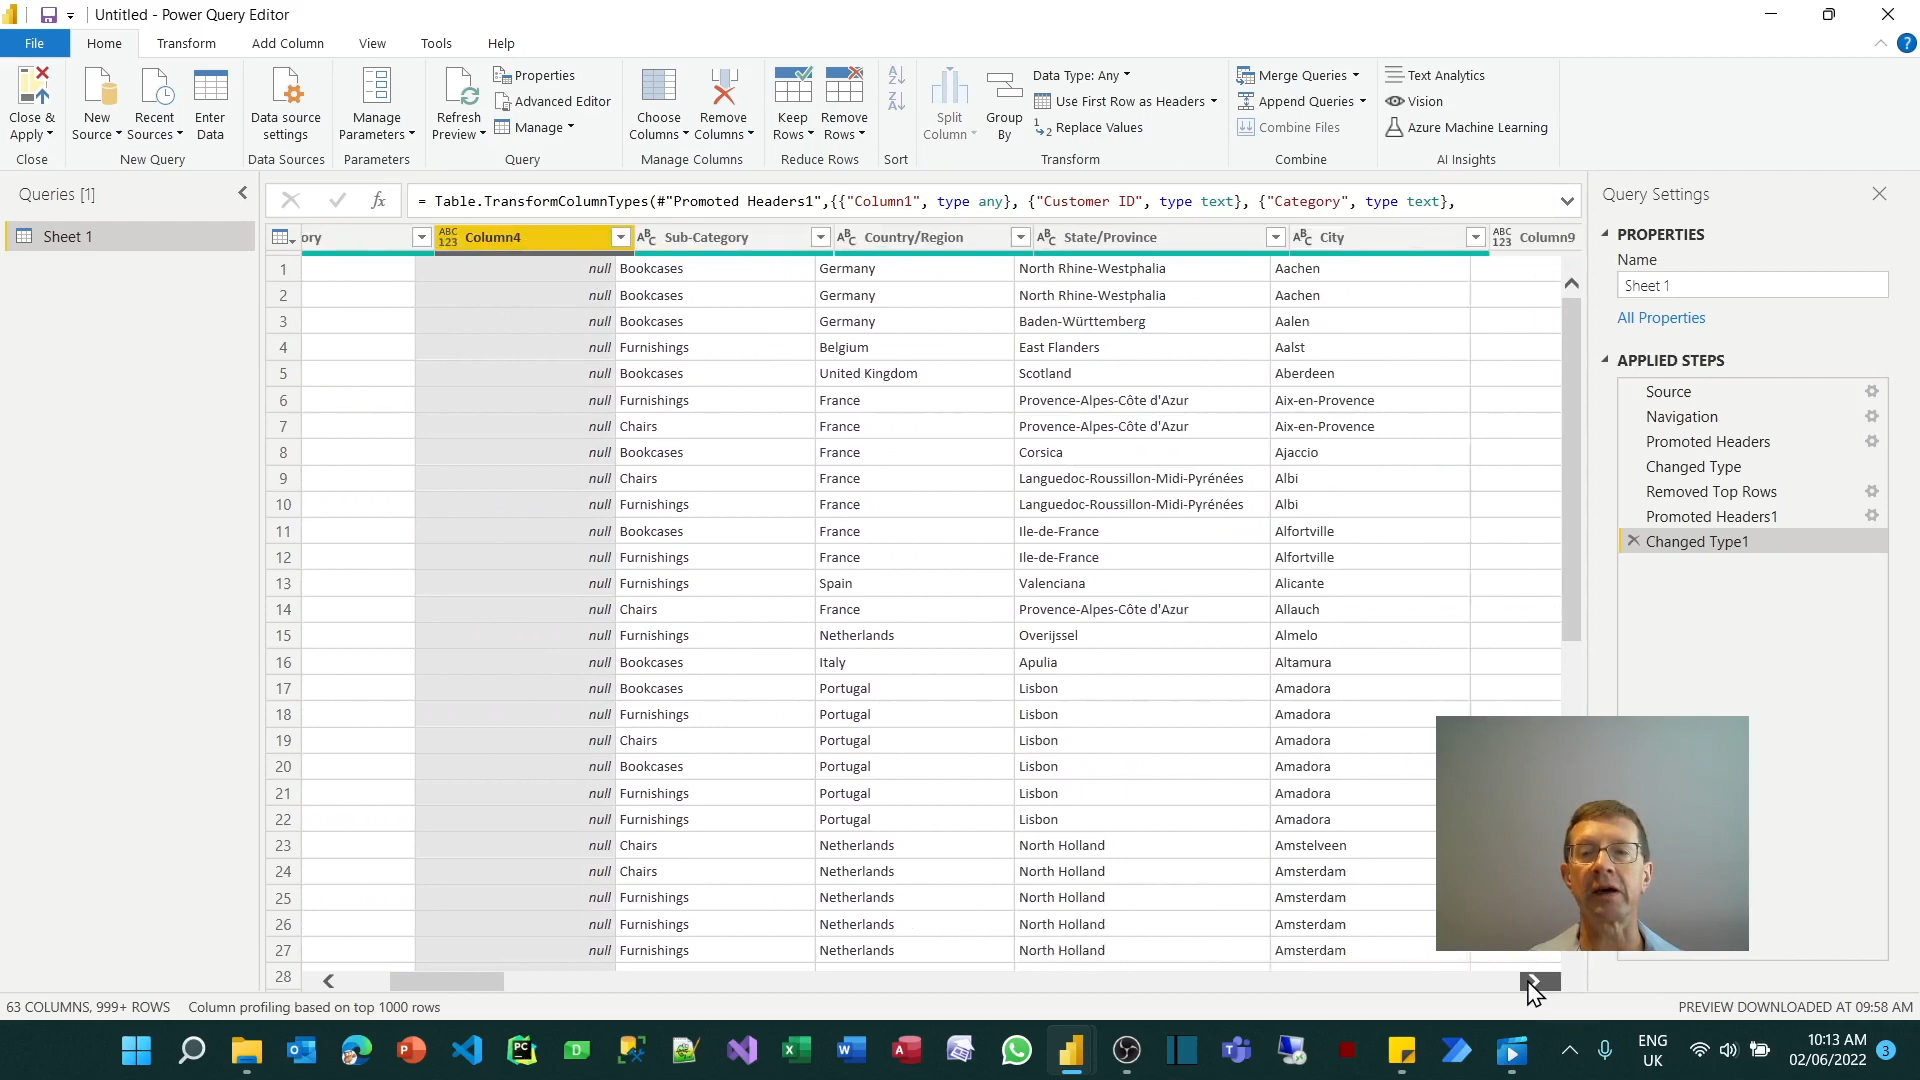 Untitled - Power Query Editor
File Home Transform Add Column View Tools Help
Close & Apply
Close
New Source
Recent Sources
Enter Data
New Query
Data source settings
Data Sources
Manage Parameters
Parameters
Refresh Preview
Properties
Advanced Editor
Manage
Query
Choose Columns
Remove Columns
Manage Columns
Keep Rows
Remove Rows
Reduce Rows
Sort
Split Column
Group By
Data Type: Any
Use First Row as Headers
Replace Values
Transform
Merge Queries
Append Queries
Combine Files
Combine
Text Analytics
Vision
Azure Machine Learning
AI Insights
Queries [1]
Sheet 1
fx = Table.TransformColumnTypes(#"Promoted Headers1",{{"Column1", type any}, {"Customer ID", type text}, {"Category", type text},
ory ABC 123 Column4 ABC Sub-Category ABC Country/Region ABC State/Province ABC City ABC 123 Column9
1 null Bookcases Germany North Rhine-Westphalia Aachen
2 null Bookcases Germany North Rhine-Westphalia Aachen
3 null Bookcases Germany Baden-Württemberg Aalen
4 null Furnishings Belgium East Flanders Aalst
5 null Bookcases United Kingdom Scotland Aberdeen
6 null Furnishings France Provence-Alpes-Côte d'Azur Aix-en-Provence
7 null Chairs France Provence-Alpes-Côte d'Azur Aix-en-Provence
8 null Bookcases France Corsica Ajaccio
9 null Chairs France Languedoc-Roussillon-Midi-Pyrénées Albi
10 null Furnishings France Languedoc-Roussillon-Midi-Pyrénées Albi
11 null Bookcases France Ile-de-France Alfortville
12 null Furnishings France Ile-de-France Alfortville
13 null Furnishings Spain Valenciana Alicante
14 null Chairs France Provence-Alpes-Côte d'Azur Allauch
15 null Furnishings Netherlands Overijssel Almelo
16 null Bookcases Italy Apulia Altamura
17 null Bookcases Portugal Lisbon Amadora
18 null Furnishings Portugal Lisbon Amadora
19 null Chairs Portugal Lisbon Amadora
20 null Bookcases Portugal Lisbon Amadora
21 null Furnishings Portugal Lisbon Amadora
22 null Furnishings Portugal Lisbon Amadora
23 null Chairs Netherlands North Holland Amstelveen
24 null Chairs Netherlands North Holland Amsterdam
25 null Furnishings Netherlands North Holland Amsterdam
26 null Furnishings Netherlands North Holland Amsterdam
27 null Furnishings Netherlands North Holland Amsterdam
28
Query Settings
PROPERTIES
Name
Sheet 1
All Properties
APPLIED STEPS
Source
Navigation
Promoted Headers
Changed Type
Removed Top Rows
Promoted Headers1
Changed Type1
63 COLUMNS, 999+ ROWS Column profiling based on top 1000 rows PREVIEW DOWNLOADED AT 09:58 AM
ENG UK
10:13 AM
02/06/2022
3